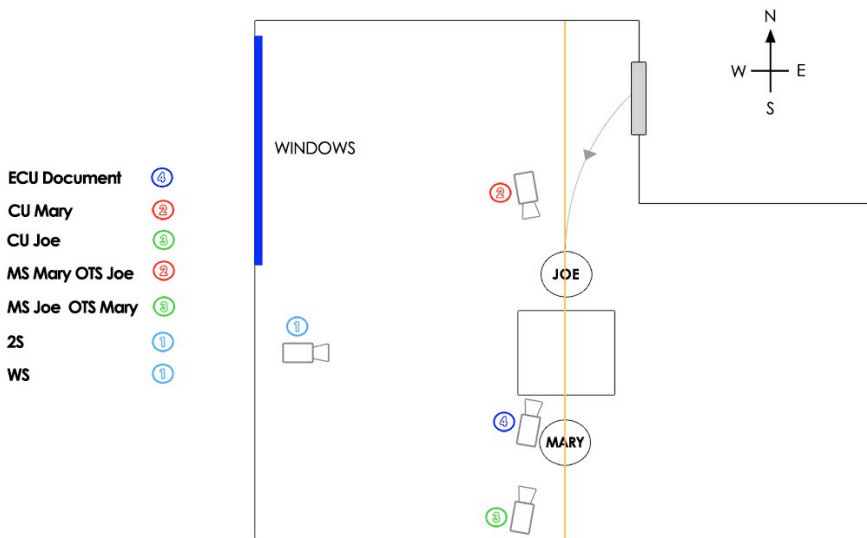 N
W E
S
WINDOWS
ECU Document 4
CU Mary 2
CU Joe 3
MS Mary OTS Joe 2
MS Joe OTS Mary 3
2S 1
WS 1
2
JOE
1
4
MARY
3